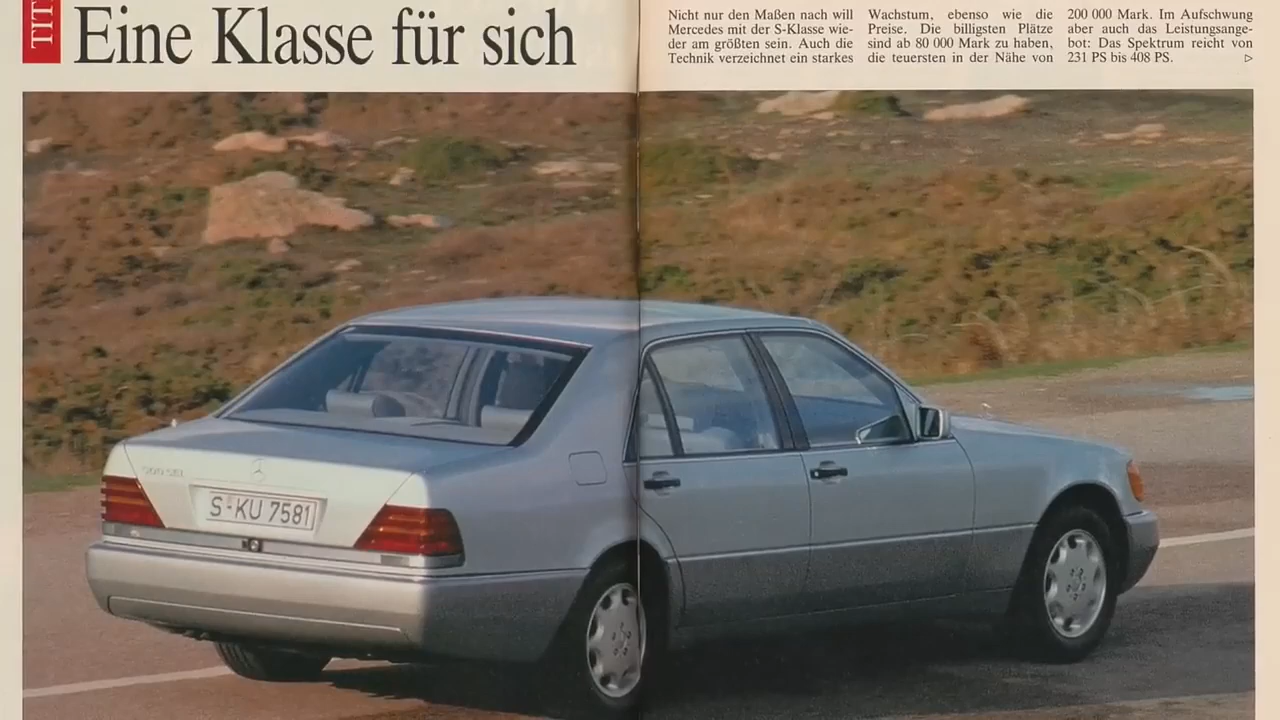 TIT
Eine Klasse für sich
Nicht nur den Maßen nach will
Mercedes mit der S-Klasse wie-
der am größten sein. Auch die
Technik verzeichnet ein starkes
Wachstum, ebenso wie die
Preise. Die billigsten Plätze
sind ab 80 000 Mark zu haben,
die teuersten in der Nähe von
200 000 Mark. Im Aufschwung
aber auch das Leistungsange-
bot: Das Spektrum reicht von
231 PS bis 408 PS.
S-KU 7581